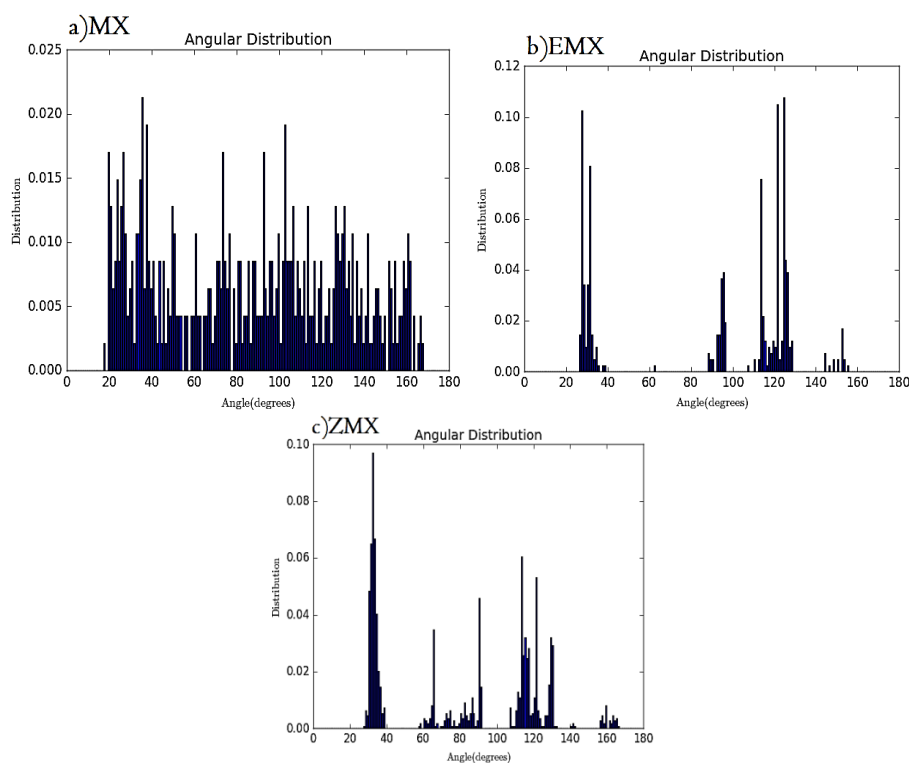 a)MX
Angular Distribution
0.025
0.020
0.015
0.010
0.005
0.000
Distribution
0 20 40 60 80 100 120 140 160 180
Angle(degrees)
b)EMX
Angular Distribution
0.12
0.10
0.08
0.06
0.04
0.02
0.00
Distribution
0 20 40 60 80 100 120 140 160 180
Angle(degrees)
c)ZMX
Angular Distribution
0.10
0.08
0.06
0.04
0.02
0.00
Distribution
0 20 40 60 80 100 120 140 160 180
Angle(degrees)